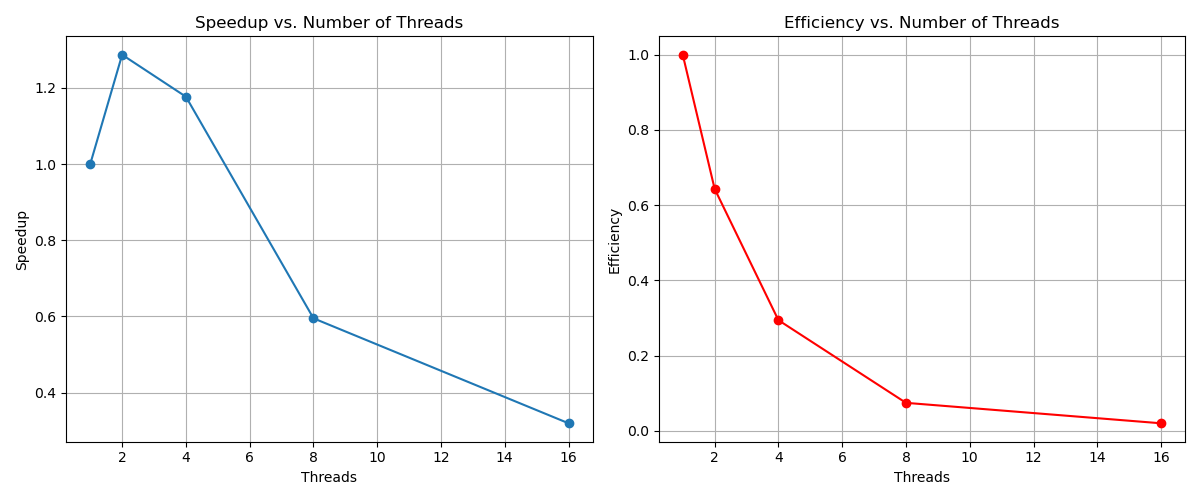 Speedup vs. Number of Threads
1.2
1.0
0.8
0.6
0.4
Speedup
2 4 6 8 10 12 14 16
Threads
Efficiency vs. Number of Threads
1.0
0.8
0.6
0.4
0.2
0.0
Efficiency
2 4 6 8 10 12 14 16
Threads